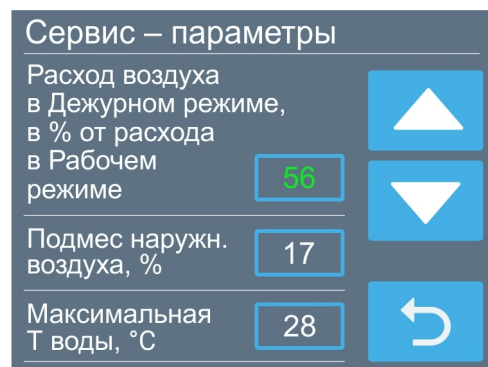 Сервис – параметры
Расход воздуха
в Дежурном режиме,
в % от расхода
в Рабочем
режиме
56
Подмес наружн.
воздуха, %
17
Максимальная
Т воды, °С
28